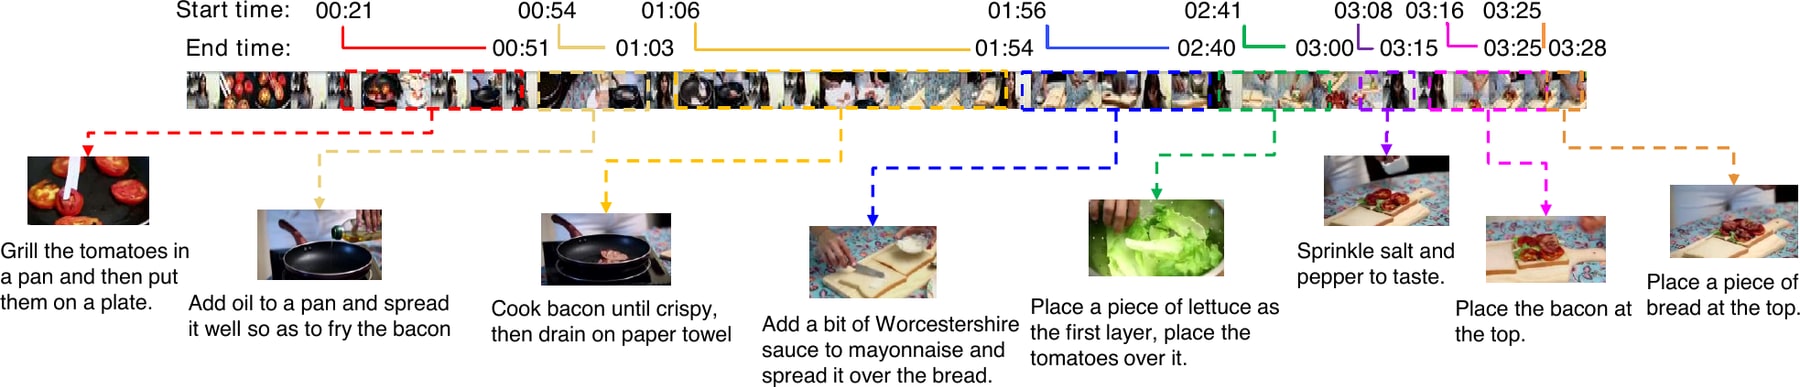 Start time: 00:21 00:54 01:06 01:56 02:41 03:08 03:16 03:25
End time: 00:51 01:03 01:54 02:40 03:00 03:15 03:25 03:28
Grill the tomatoes in
a pan and then put
them on a plate.
Add oil to a pan and spread
it well so as to fry the bacon
Cook bacon until crispy,
then drain on paper towel
Add a bit of Worcestershire
sauce to mayonnaise and
spread it over the bread.
Place a piece of lettuce as
the first layer, place the
tomatoes over it.
Sprinkle salt and
pepper to taste.
Place the bacon at
the top.
Place a piece of
bread at the top.